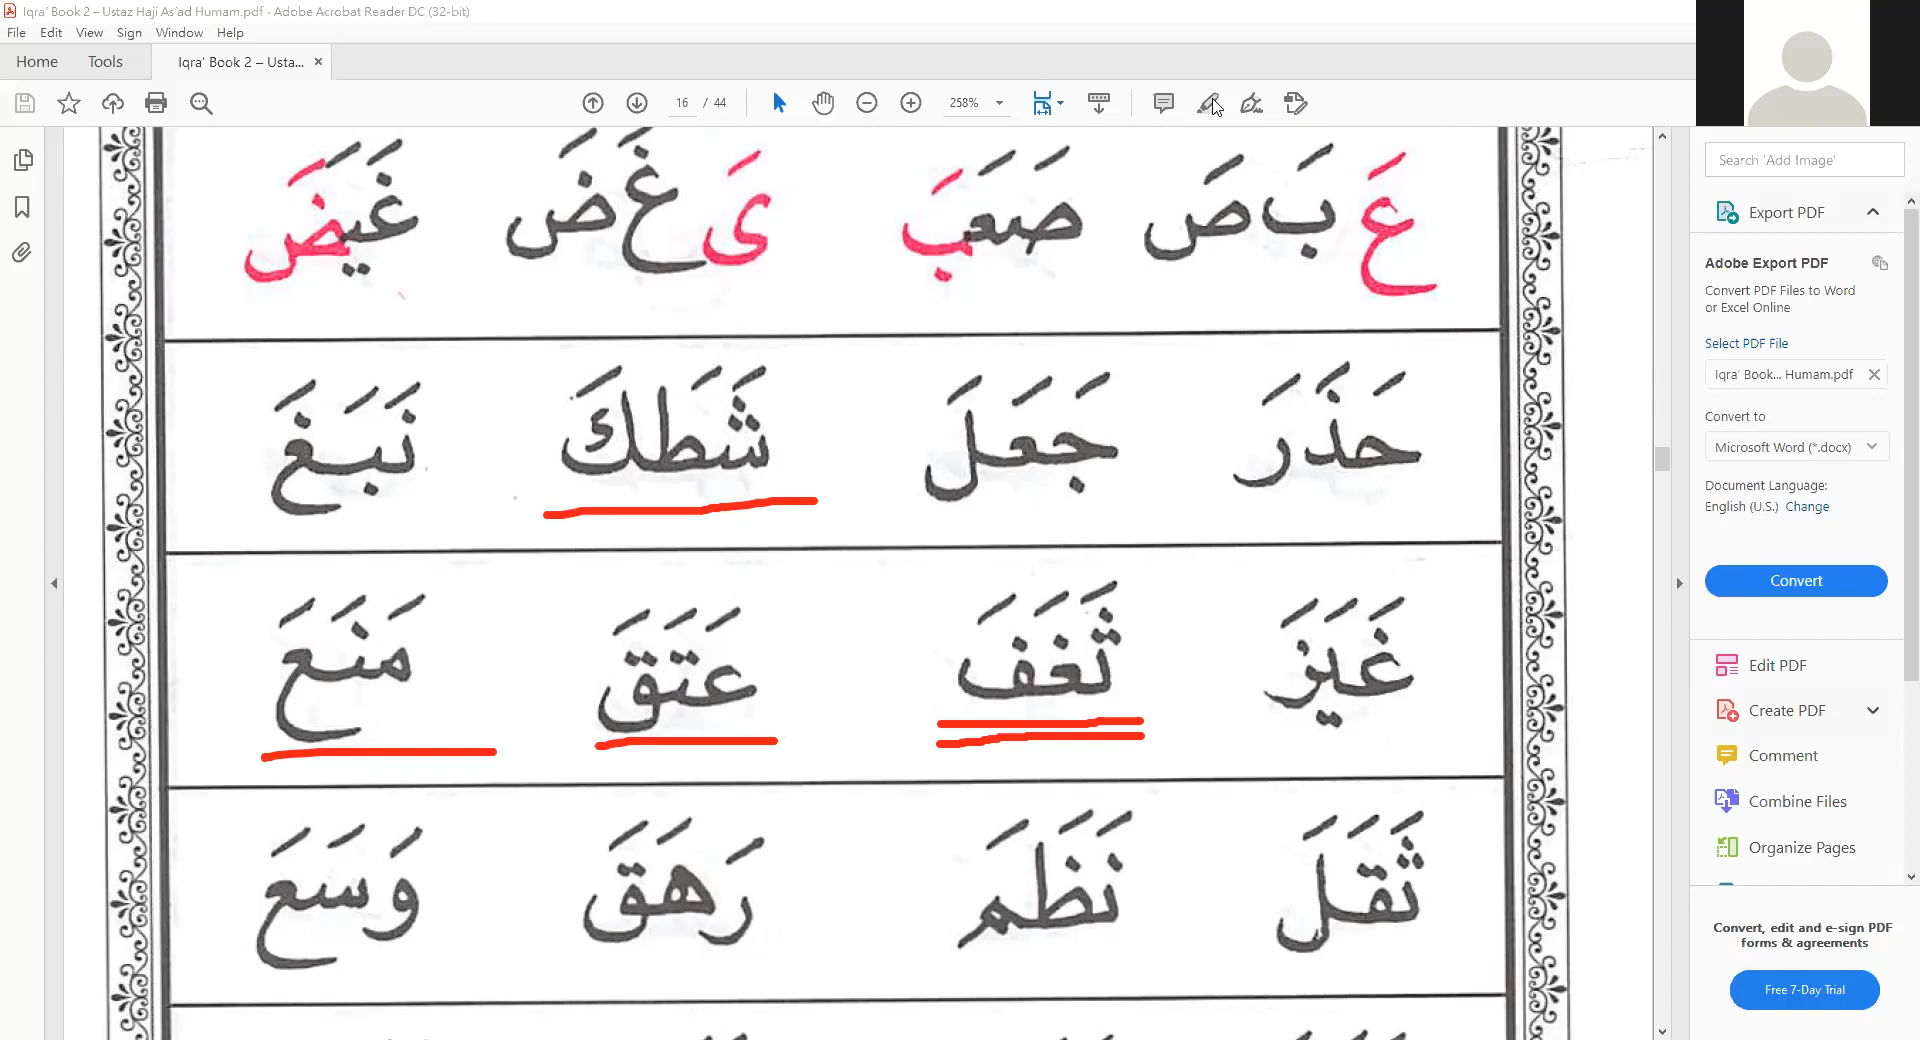 Iqra' Book 2 – Ustaz Haji As'ad Humam.pdf - Adobe Acrobat Reader DC (32-bit)
File Edit View Sign Window Help
Home Tools Iqra' Book 2 – Usta... ×
16 / 44 258%
عَ بَ صَ صَعَبَ یَ غَ ضَ غَيَضَ
حَذَرَ جَعَلَ شَطَكَ نَبَغَ
غَيَزَ ثَغَفَ عَتَقَ مَنَعَ
ثَقَلَ نَظَمَ رَهَقَ وَسَعَ
Search 'Add Image'
Export PDF
Adobe Export PDF
Convert PDF Files to Word
or Excel Online
Select PDF File
Iqra' Book... Humam.pdf
Convert to
Microsoft Word (*.docx)
Document Language:
English (U.S.) Change
Convert
Edit PDF
Create PDF
Comment
Combine Files
Organize Pages
Convert, edit and e-sign PDF
forms & agreements
Free 7-Day Trial